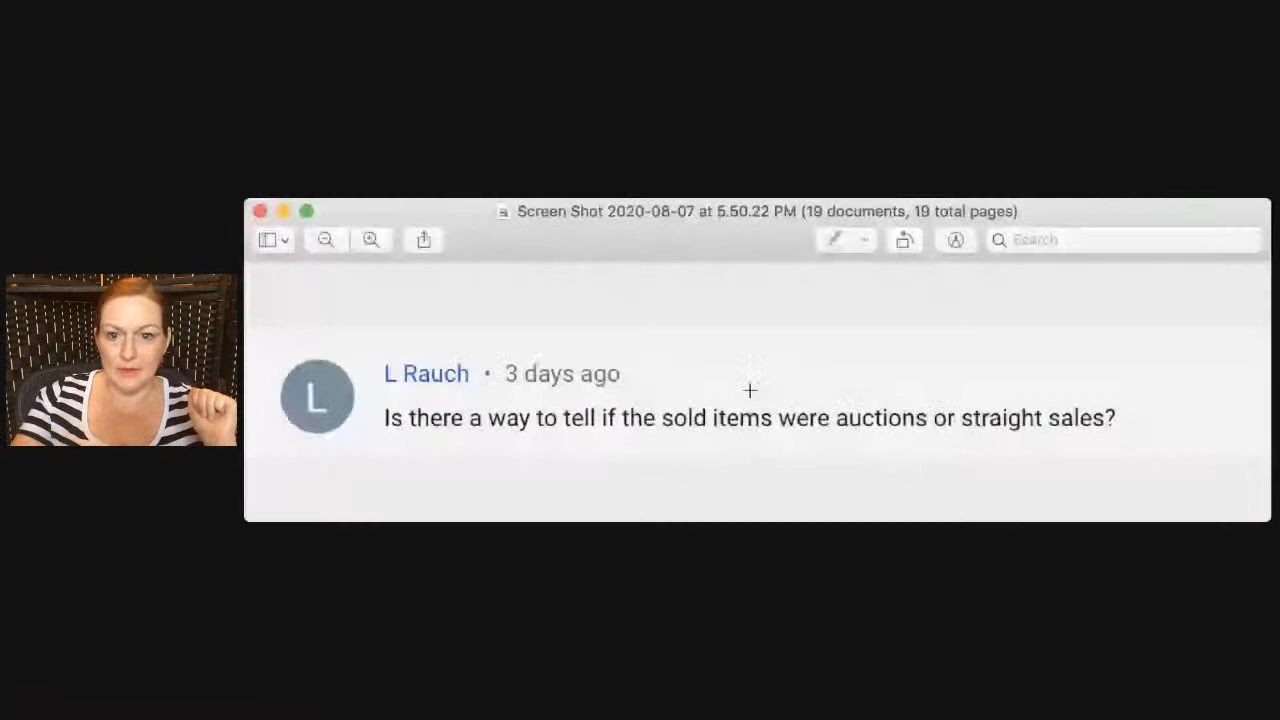 Screen Shot 2020-08-07 at 5.50.22 PM (19 documents, 19 total pages)
Search
L Rauch • 3 days ago
L
Is there a way to tell if the sold items were auctions or straight sales?